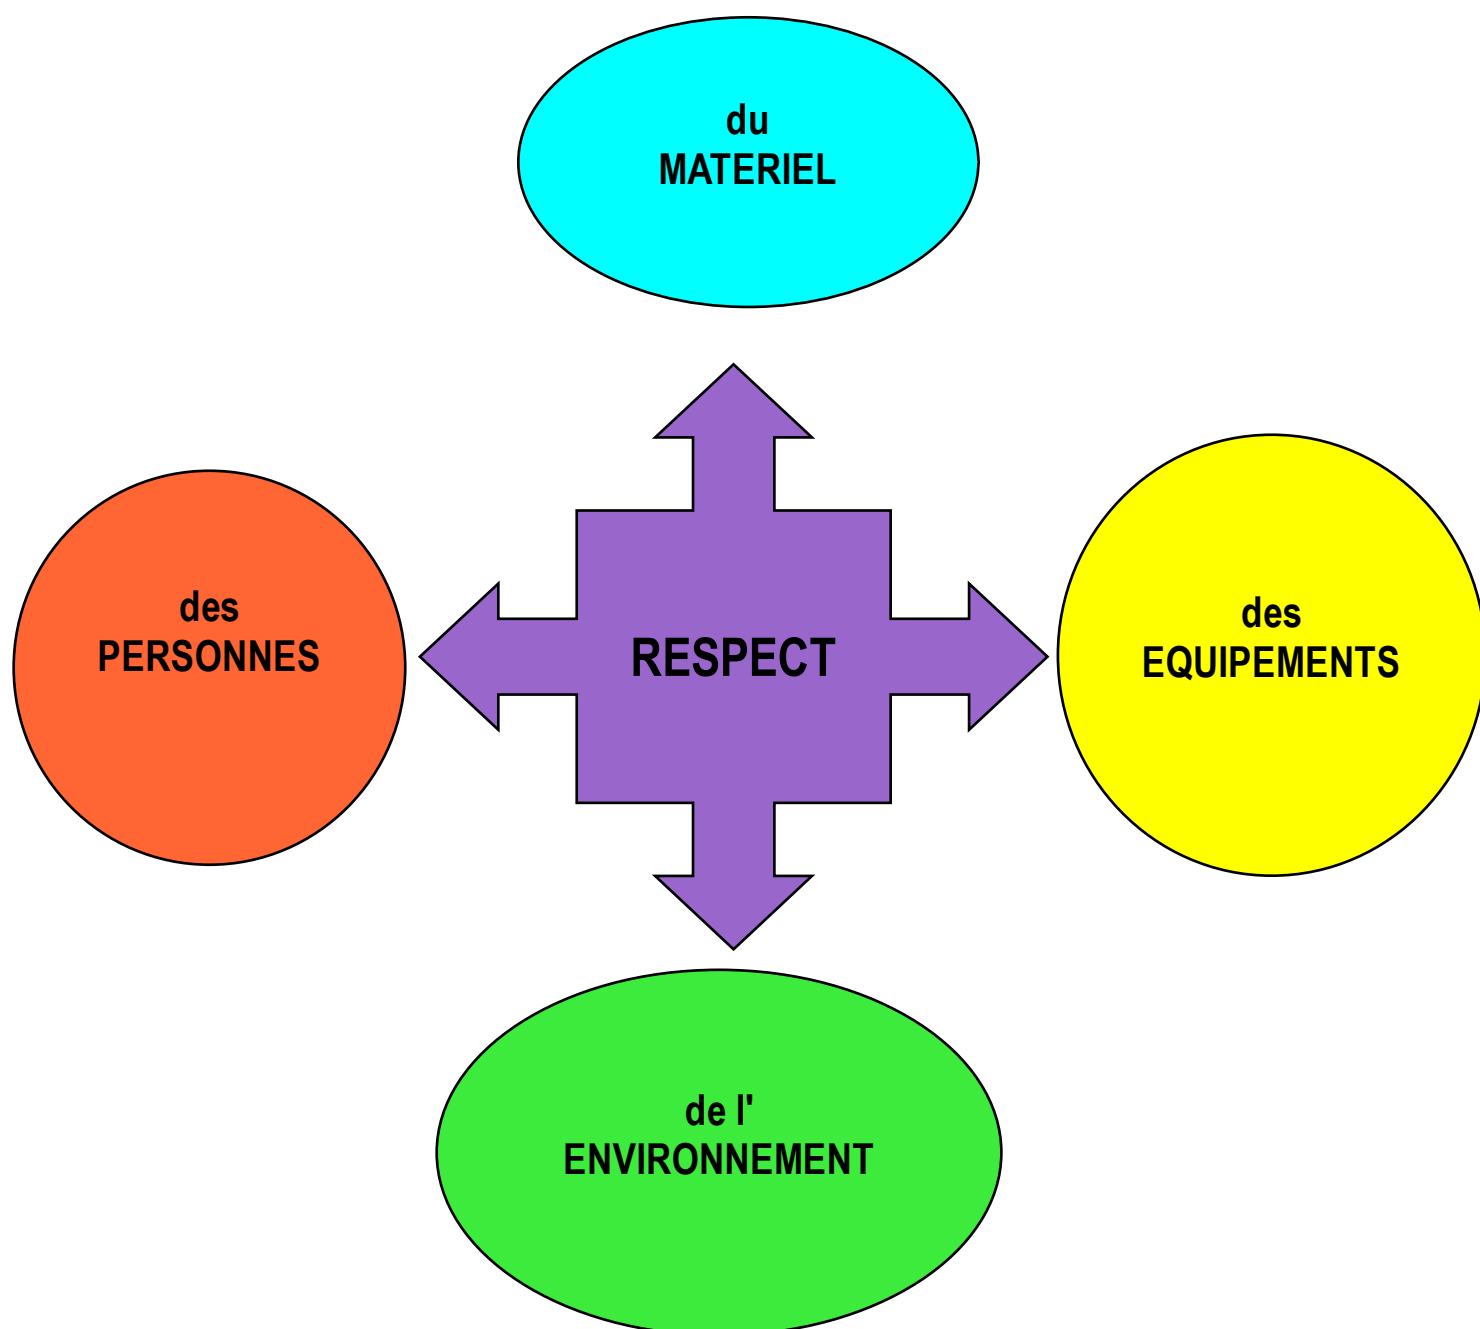 du
MATERIEL
des
PERSONNES
RESPECT
des
EQUIPEMENTS
de l'
ENVIRONNEMENT